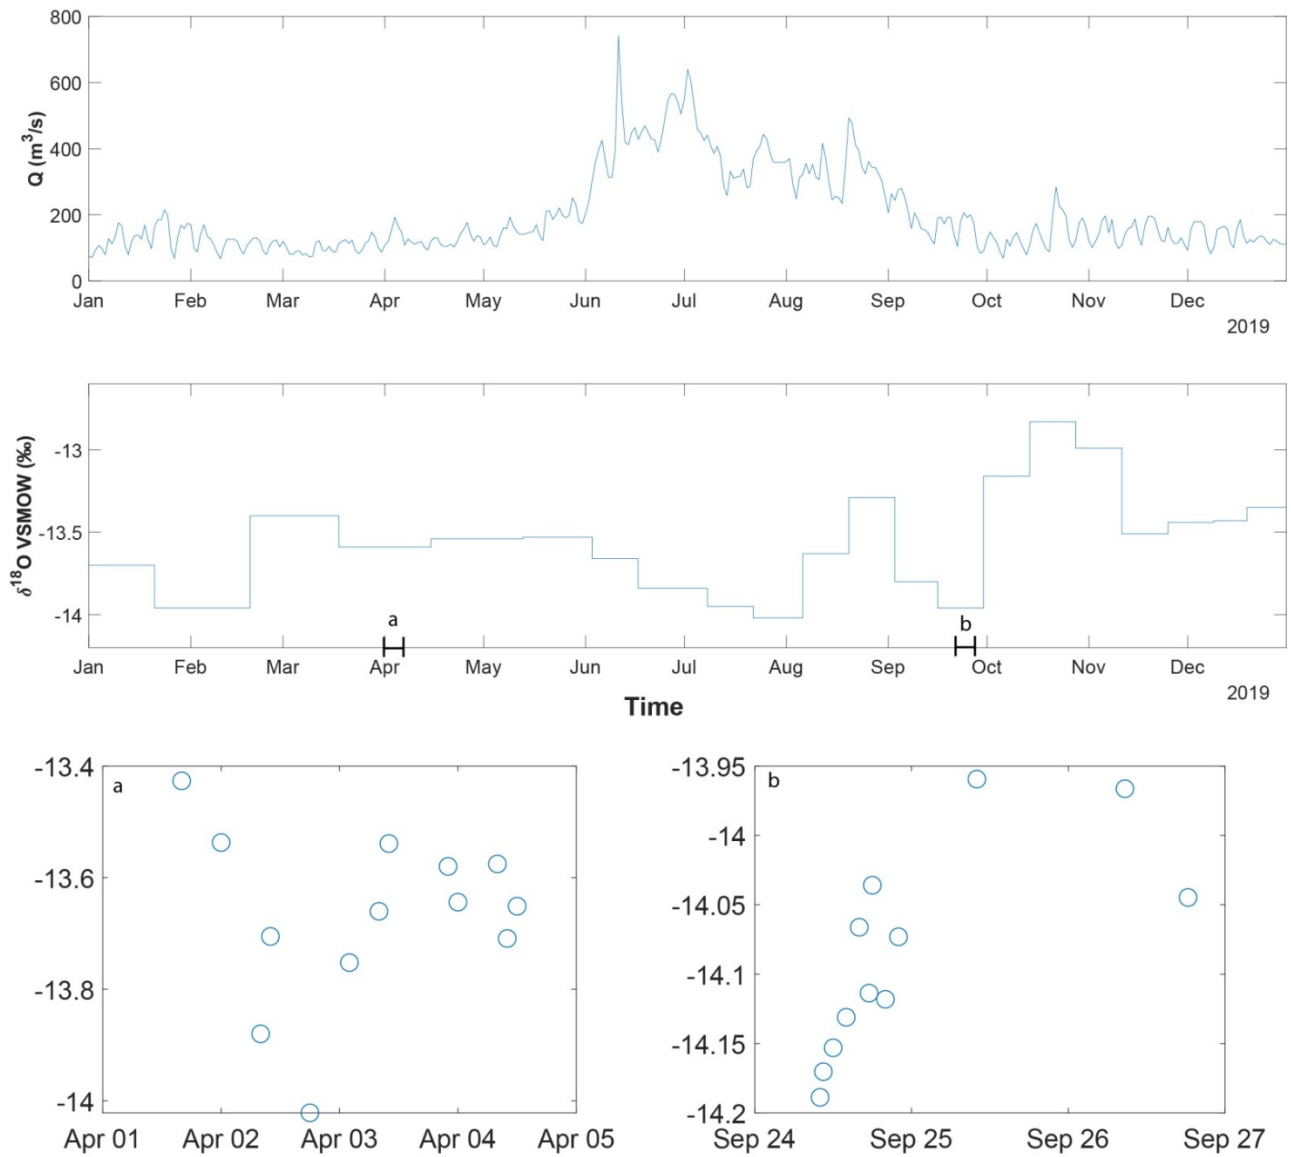 800
600
400
200
0
Q (m³/s)
Jan Feb Mar Apr May Jun Jul Aug Sep Oct Nov Dec
2019
-13
-13.5
-14
δ¹⁸O VSMOW (‰)
a
b
Jan Feb Mar Apr May Jun Jul Aug Sep Oct Nov Dec
2019
Time
-13.4
-13.6
-13.8
-14
a
Apr 01 Apr 02 Apr 03 Apr 04 Apr 05
-13.95
-14
-14.05
-14.1
-14.15
-14.2
b
Sep 24 Sep 25 Sep 26 Sep 27